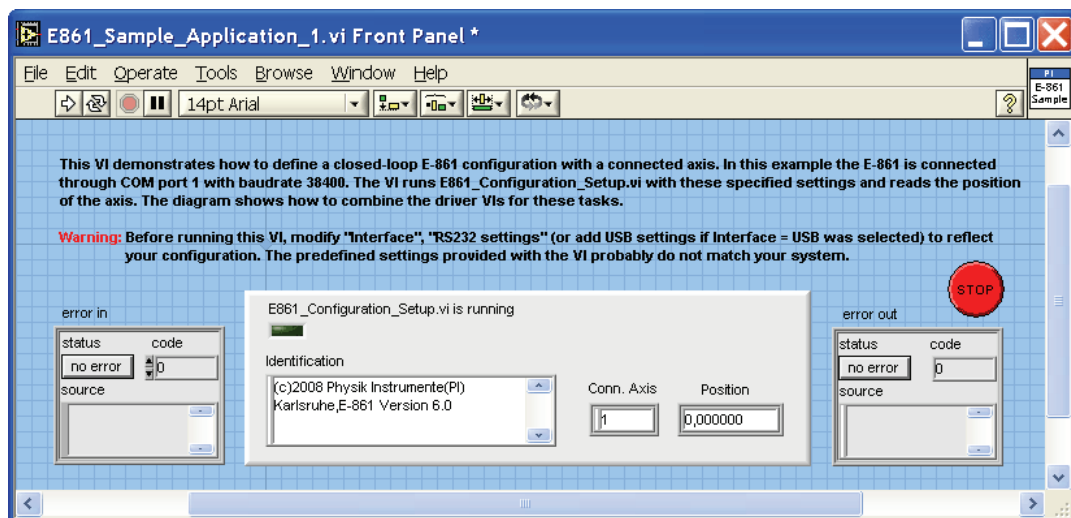 E861_Sample_Application_1.vi Front Panel *
File Edit Operate Tools Browse Window Help
PI
E-861
Sample
14pt Arial
?
This VI demonstrates how to define a closed-loop E-861 configuration with a connected axis. In this example the E-861 is connected
through COM port 1 with baudrate 38400. The VI runs E861_Configuration_Setup.vi with these specified settings and reads the position
of the axis. The diagram shows how to combine the driver VIs for these tasks.
Warning: Before running this VI, modify "Interface", "RS232 settings" (or add USB settings if Interface = USB was selected) to reflect
your configuration. The predefined settings provided with the VI probably do not match your system.
STOP
error in
status code
no error 0
source
E861_Configuration_Setup.vi is running
Identification
(c)2008 Physik Instrumente(PI)
Karlsruhe,E-861 Version 6.0
Conn. Axis Position
1 0,000000
error out
status code
no error 0
source